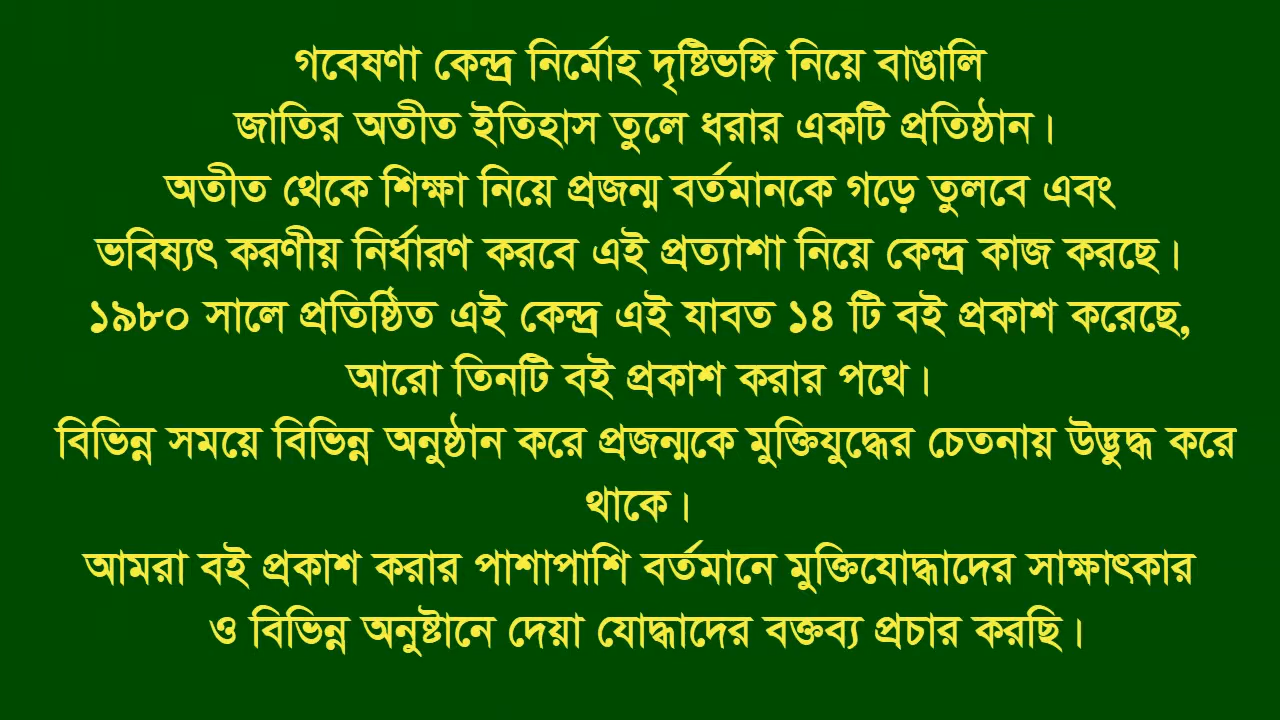 গবেষণা কেন্দ্র নির্মোহ দৃষ্টিভঙ্গি নিয়ে বাঙালি
জাতির অতীত ইতিহাস তুলে ধরার একটি প্রতিষ্ঠান।
অতীত থেকে শিক্ষা নিয়ে প্রজন্ম বর্তমানকে গড়ে তুলবে এবং
ভবিষ্যৎ করণীয় নির্ধারণ করবে এই প্রত্যাশা নিয়ে কেন্দ্র কাজ করছে।
১৯৮০ সালে প্রতিষ্ঠিত এই কেন্দ্র এই যাবত ১৪ টি বই প্রকাশ করেছে,
আরো তিনটি বই প্রকাশ করার পথে।
বিভিন্ন সময়ে বিভিন্ন অনুষ্ঠান করে প্রজন্মকে মুক্তিযুদ্ধের চেতনায় উদ্ভুদ্ধ করে
থাকে।
আমরা বই প্রকাশ করার পাশাপাশি বর্তমানে মুক্তিযোদ্ধাদের সাক্ষাৎকার
ও বিভিন্ন অনুষ্টানে দেয়া যোদ্ধাদের বক্তব্য প্রচার করছি।